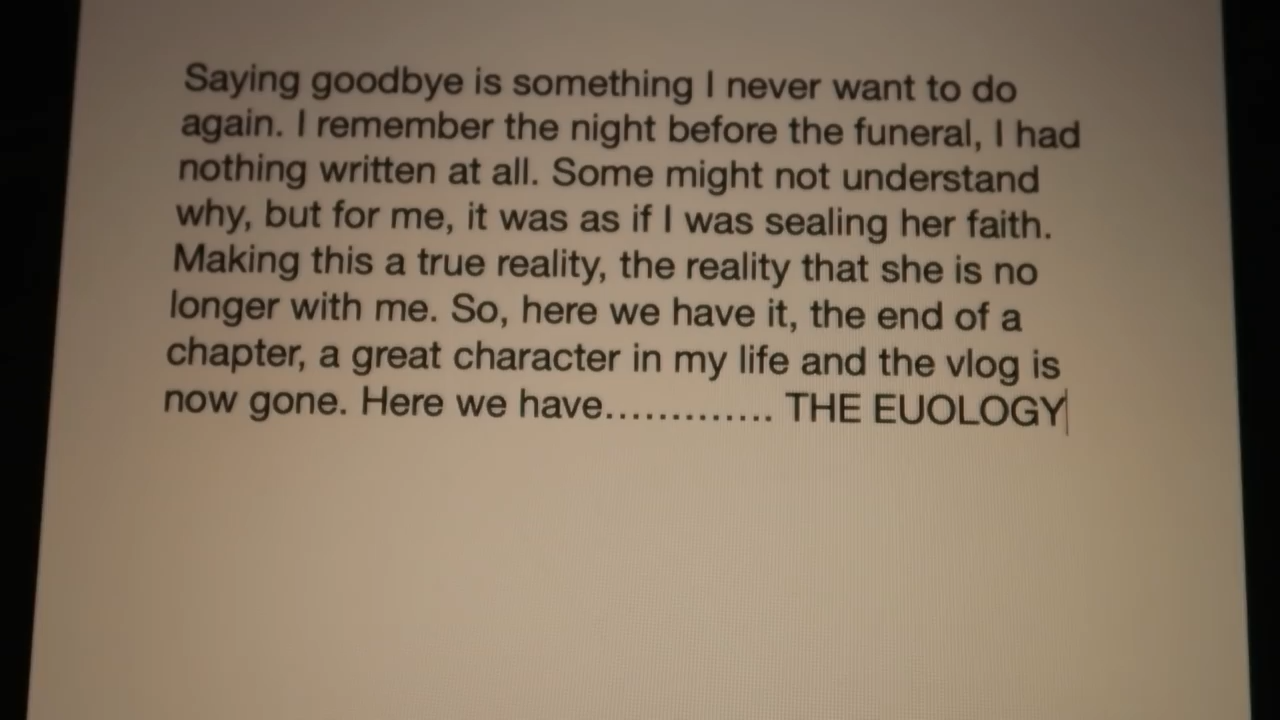 Saying goodbye is something I never want to do
again. I remember the night before the funeral, I had
nothing written at all. Some might not understand
why, but for me, it was as if I was sealing her faith.
Making this a true reality, the reality that she is no
longer with me. So, here we have it, the end of a
chapter, a great character in my life and the vlog is
now gone. Here we have............. THE EUOLOGY